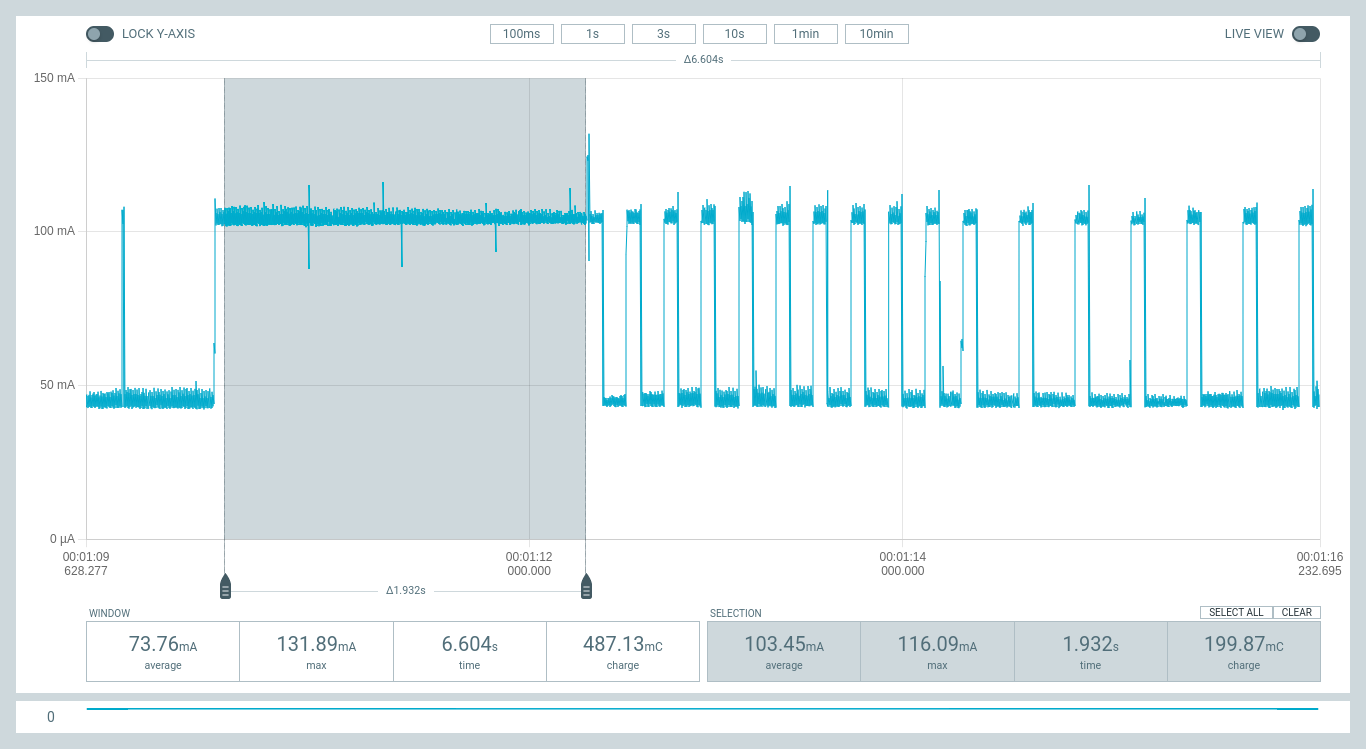 LOCK Y-AXIS 100ms 1s 3s 10s 1min 10min LIVE VIEW
Δ6.604s
150 mA
100 mA
50 mA
0 µA
00:01:09 00:01:12 00:01:14 00:01:16
628.277 000.000 000.000 232.695
Δ1.932s
WINDOW SELECTION SELECT ALL CLEAR
73.76mA 131.89mA 6.604s 487.13mC 103.45mA 116.09mA 1.932s 199.87mC
average max time charge average max time charge
0